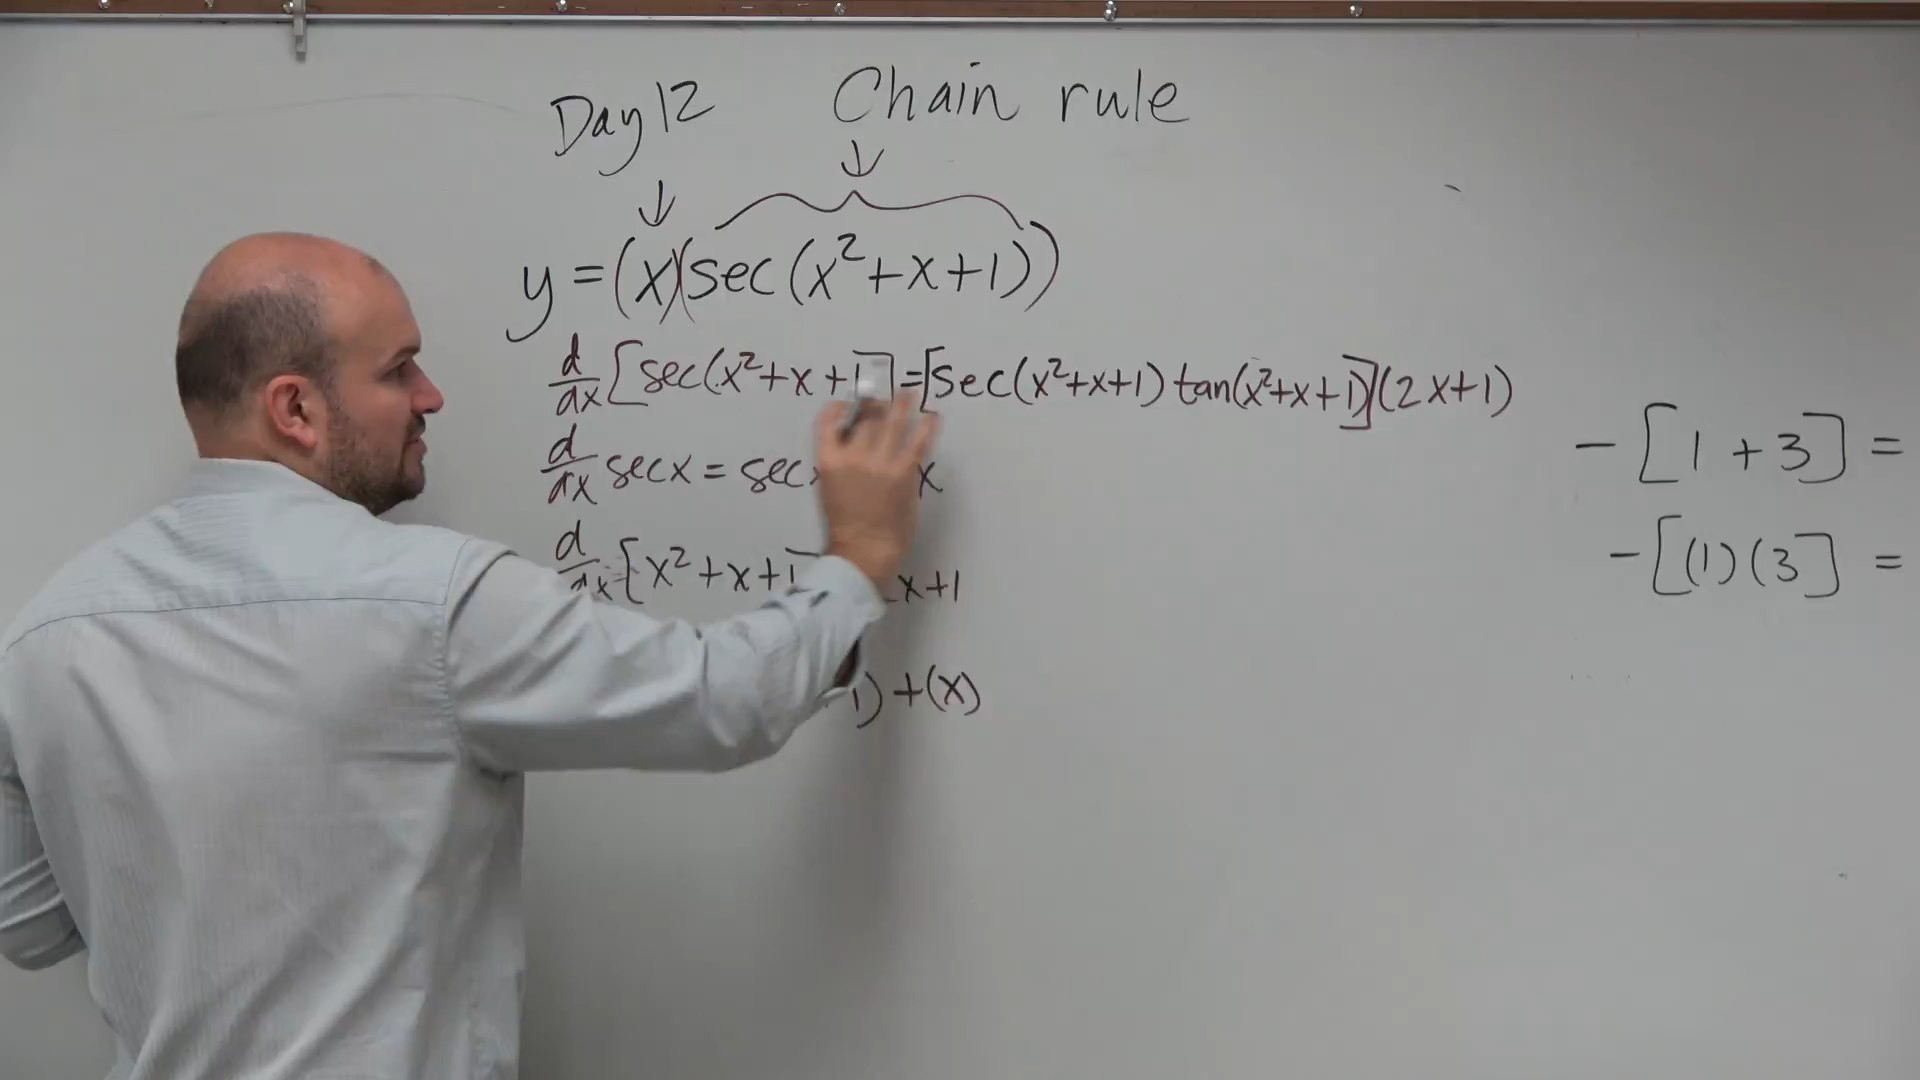 Day 12 Chain rule
y = (x)(sec(x²+x+1))
d/dx [sec(x²+x+1] = [sec(x²+x+1) tan(x²+x+1)](2x+1)
d/dx secx = sec x
d/dx [x²+x+1] x+1
1) + (x)
- [1 + 3] =
- [(1)(3] =